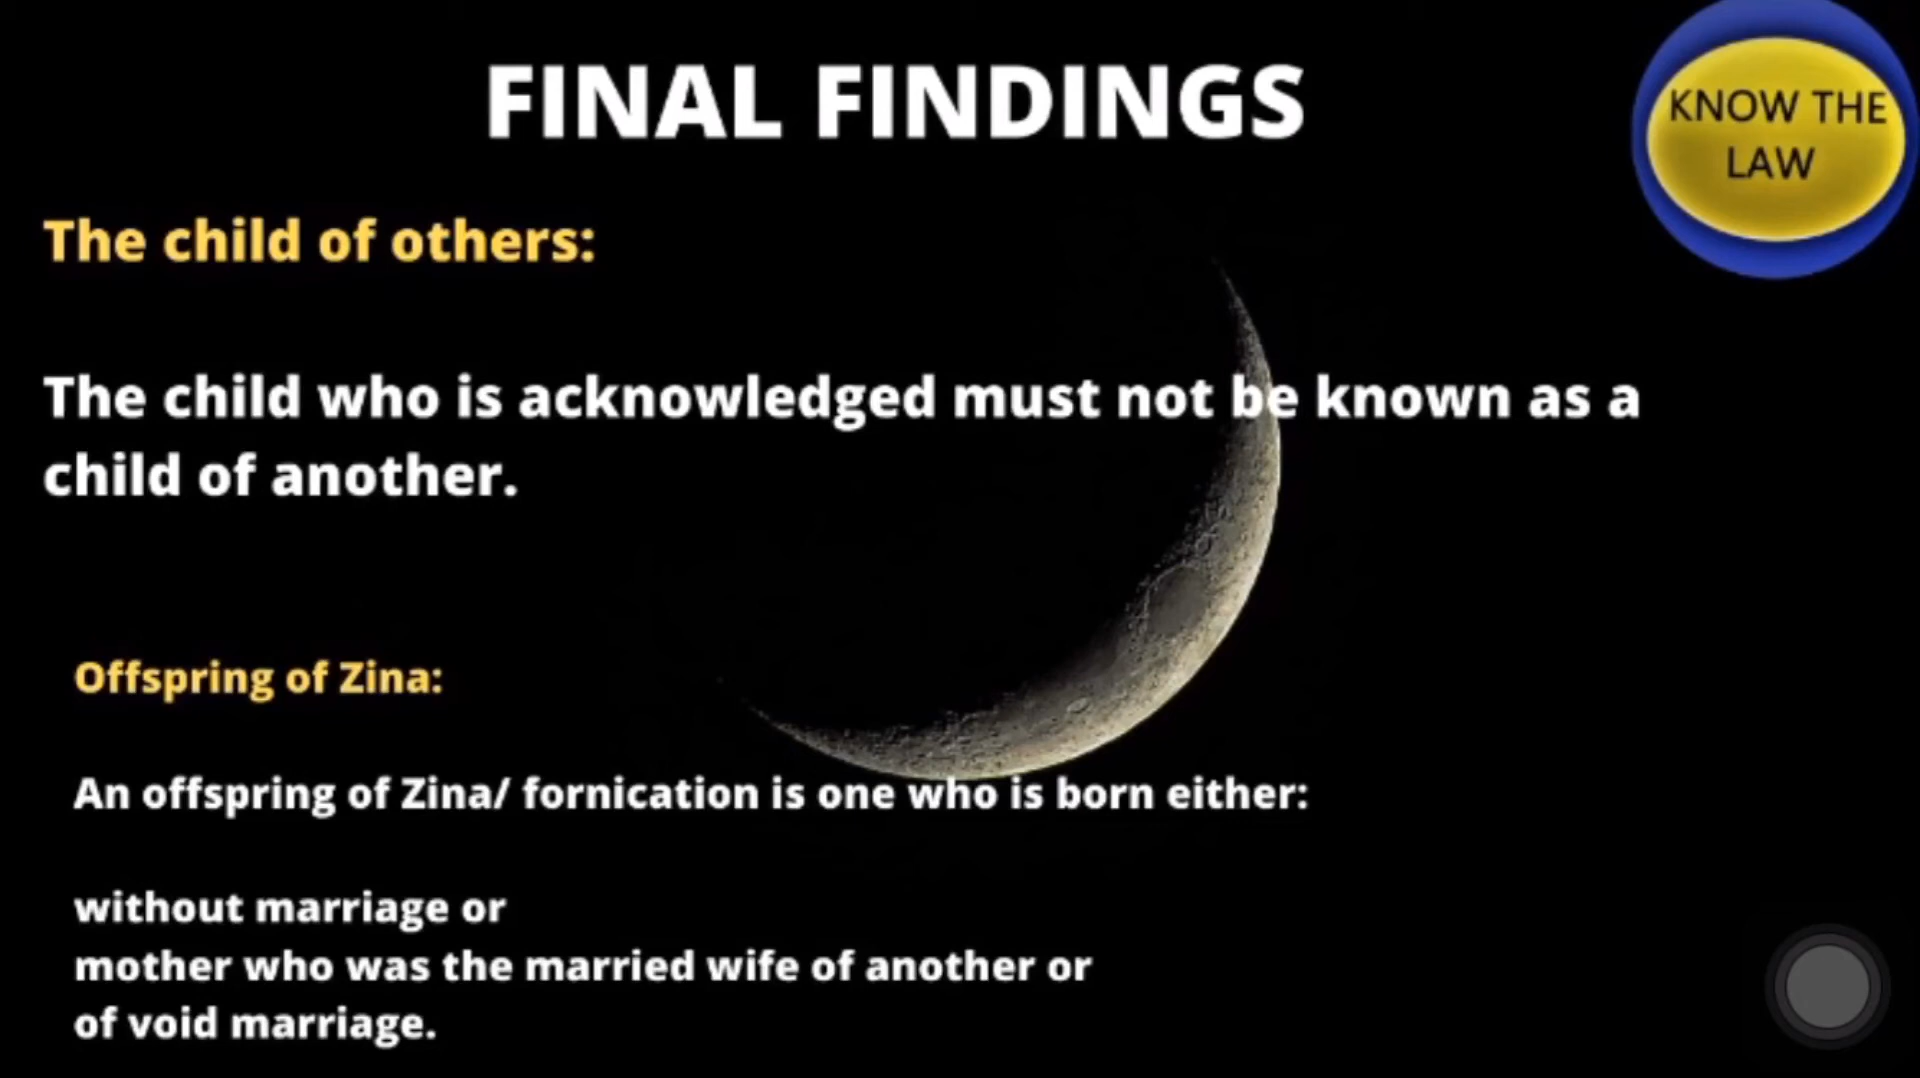 FINAL FINDINGS
KNOW THE
LAW
The child of others:
The child who is acknowledged must not be known as a
child of another.
Offspring of Zina:
An offspring of Zina/ fornication is one who is born either:
without marriage or
mother who was the married wife of another or
of void marriage.